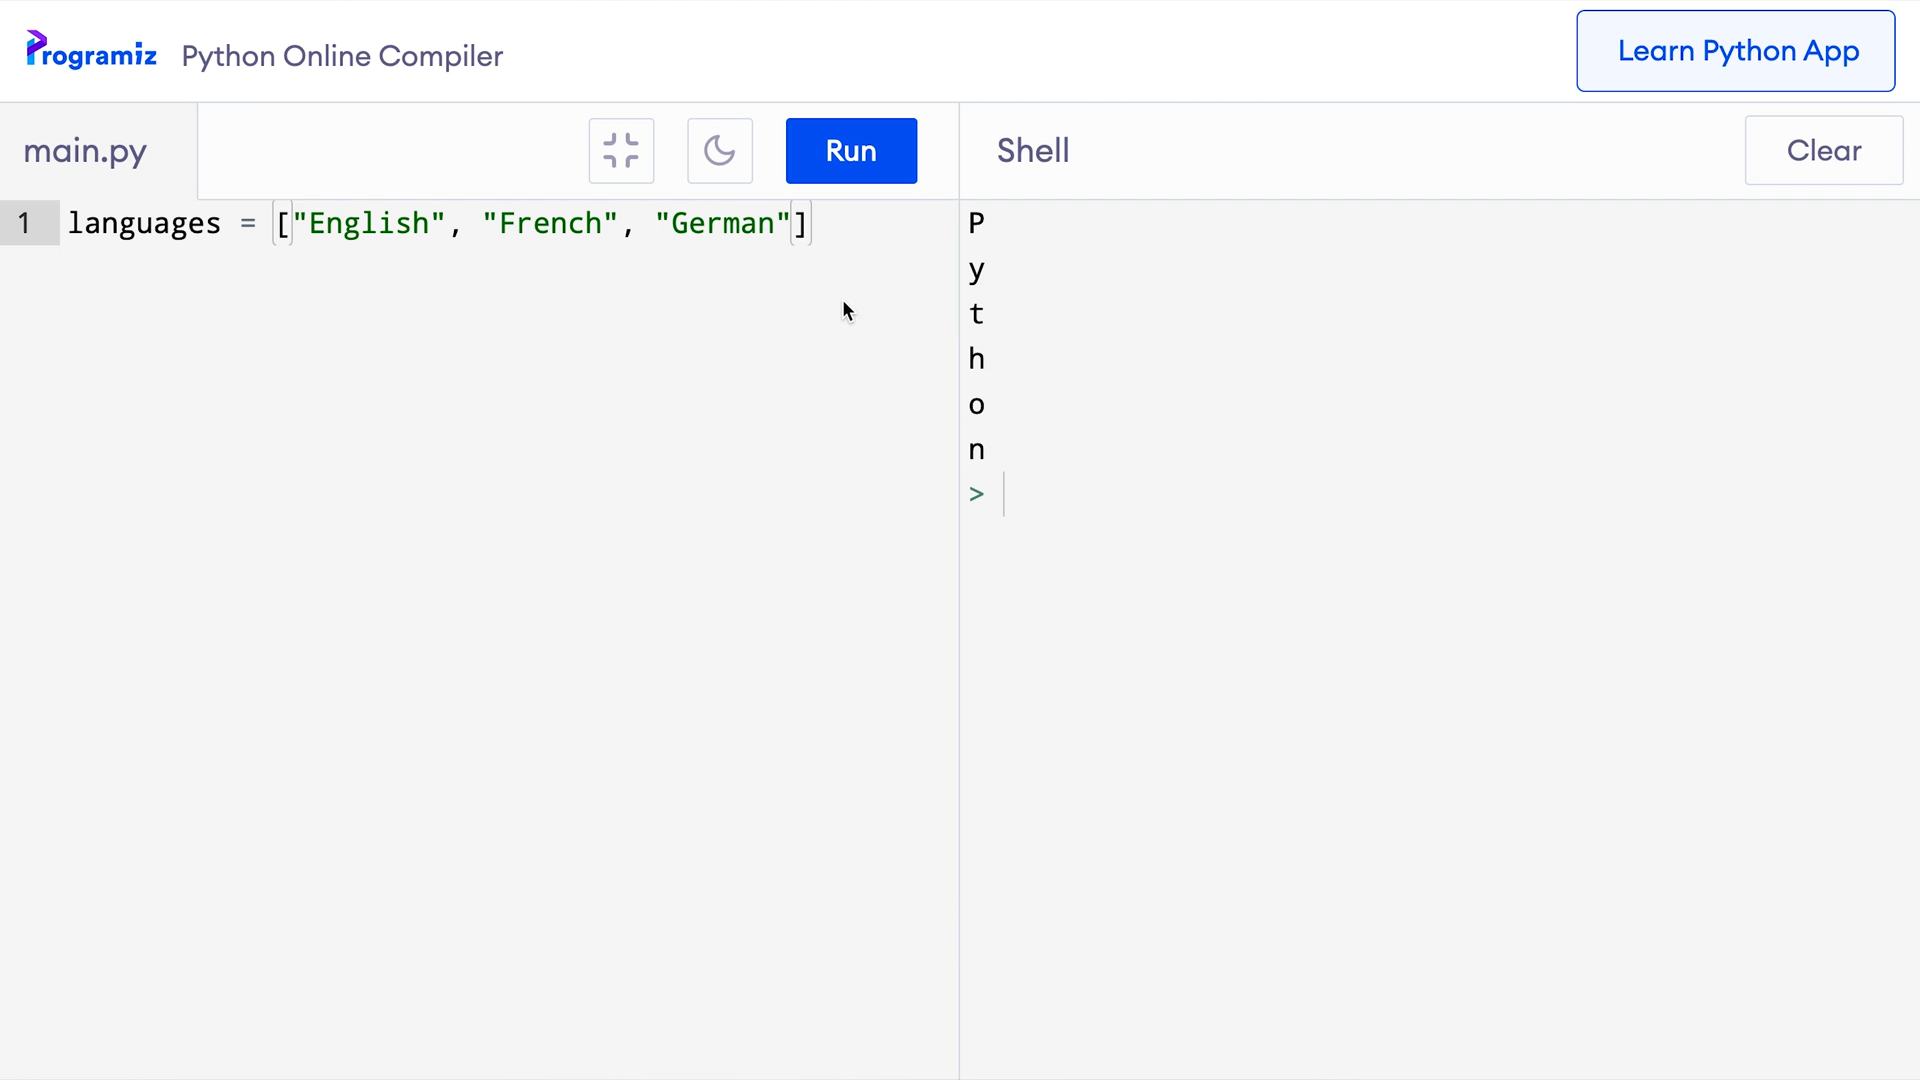 Programiz Python Online Compiler
Learn Python App
main.py
Run
Shell
Clear
1 languages = ["English", "French", "German"]
P
y
t
h
o
n
>